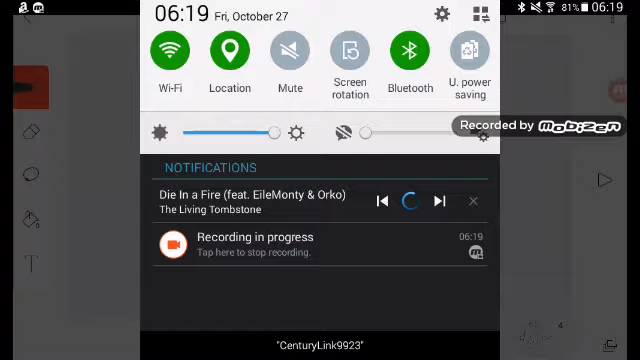 06:19 Fri, October 27
81% 06:19
Wi-Fi
Location
Mute
Screen rotation
Bluetooth
U. power saving
Recorded by mobizen
NOTIFICATIONS
Die In a Fire (feat. EileMonty & Orko)
The Living Tombstone
Recording in progress
06:19
Tap here to stop recording.
T
4
"CenturyLink9923"